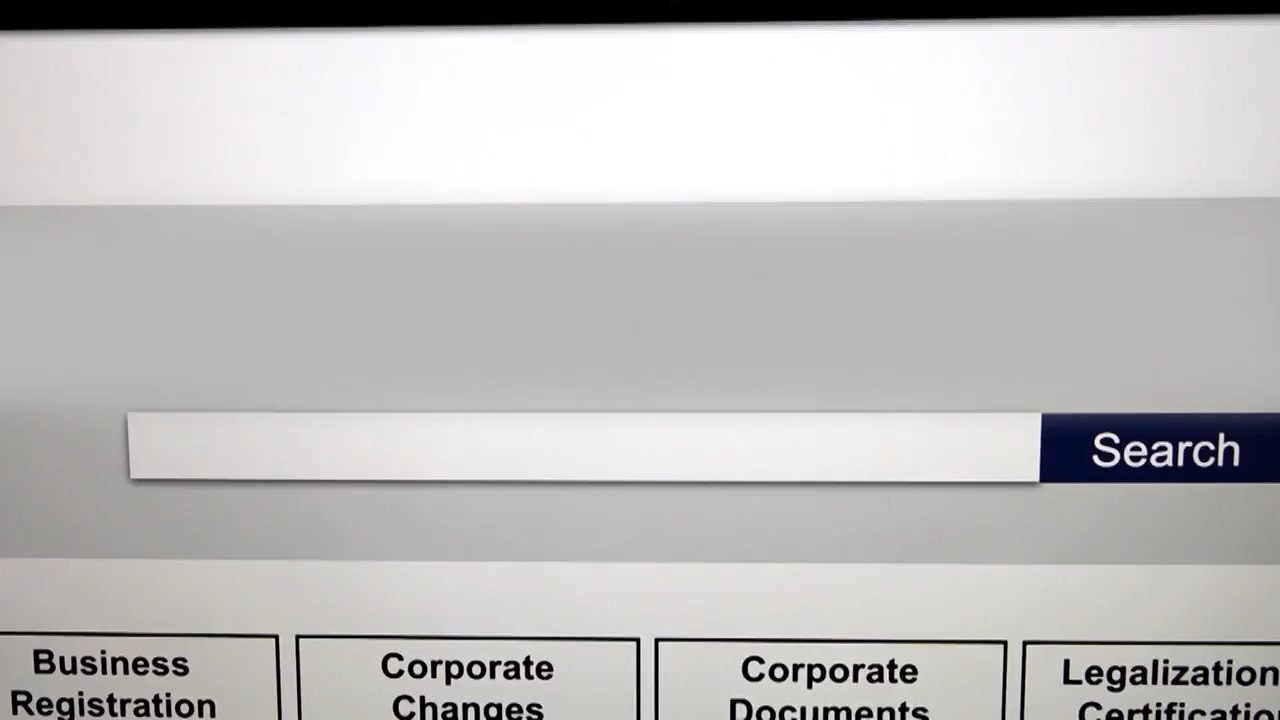 Search
Business
Registration
Corporate
Changes
Corporate
Documents
Legalization